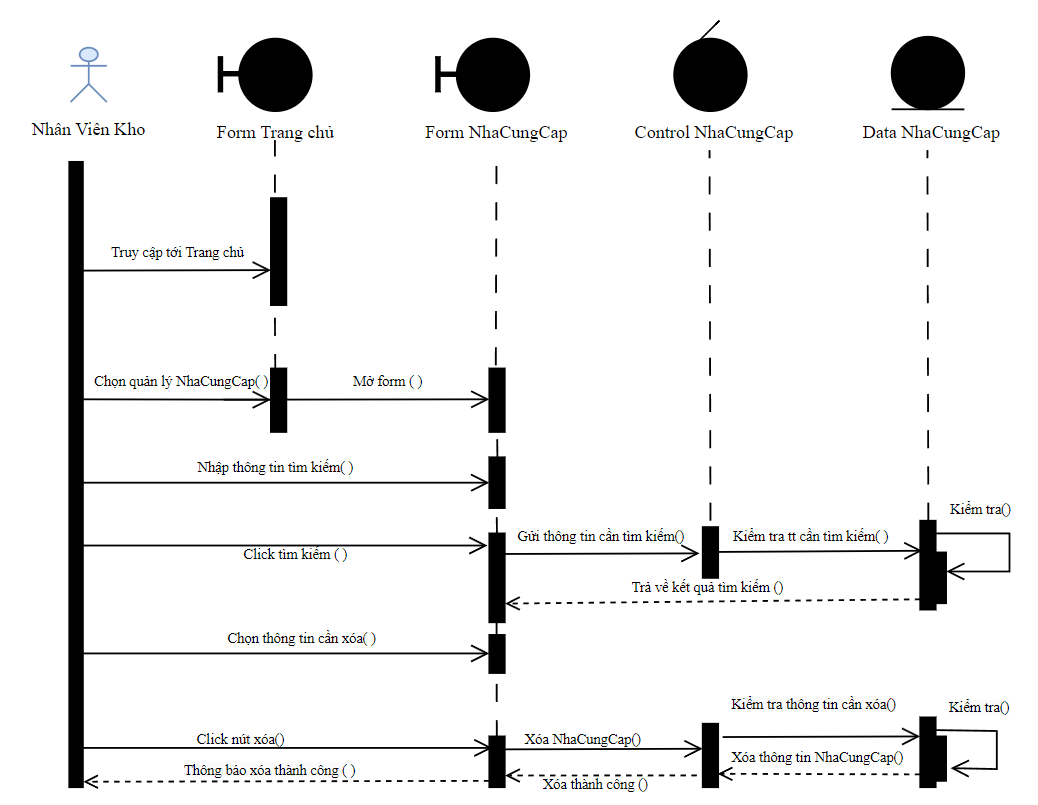 Nhân Viên Kho
Form Trang chủ
Form NhaCungCap
Control NhaCungCap
Data NhaCungCap
Truy cập tới Trang chủ
Chọn quản lý NhaCungCap( )
Mở form ( )
Nhập thông tin tìm kiếm( )
Kiểm tra()
Click tìm kiếm ( )
Gửi thông tin cần tìm kiếm()
Kiểm tra tt cần tìm kiếm( )
Trả về kết quả tìm kiếm ()
Chọn thông tin cần xóa( )
Kiểm tra thông tin cần xóa()
Kiểm tra()
Click nút xóa()
Xóa NhaCungCap()
Xóa thông tin NhaCungCap()
Thông báo xóa thành công ( )
Xóa thành công ()